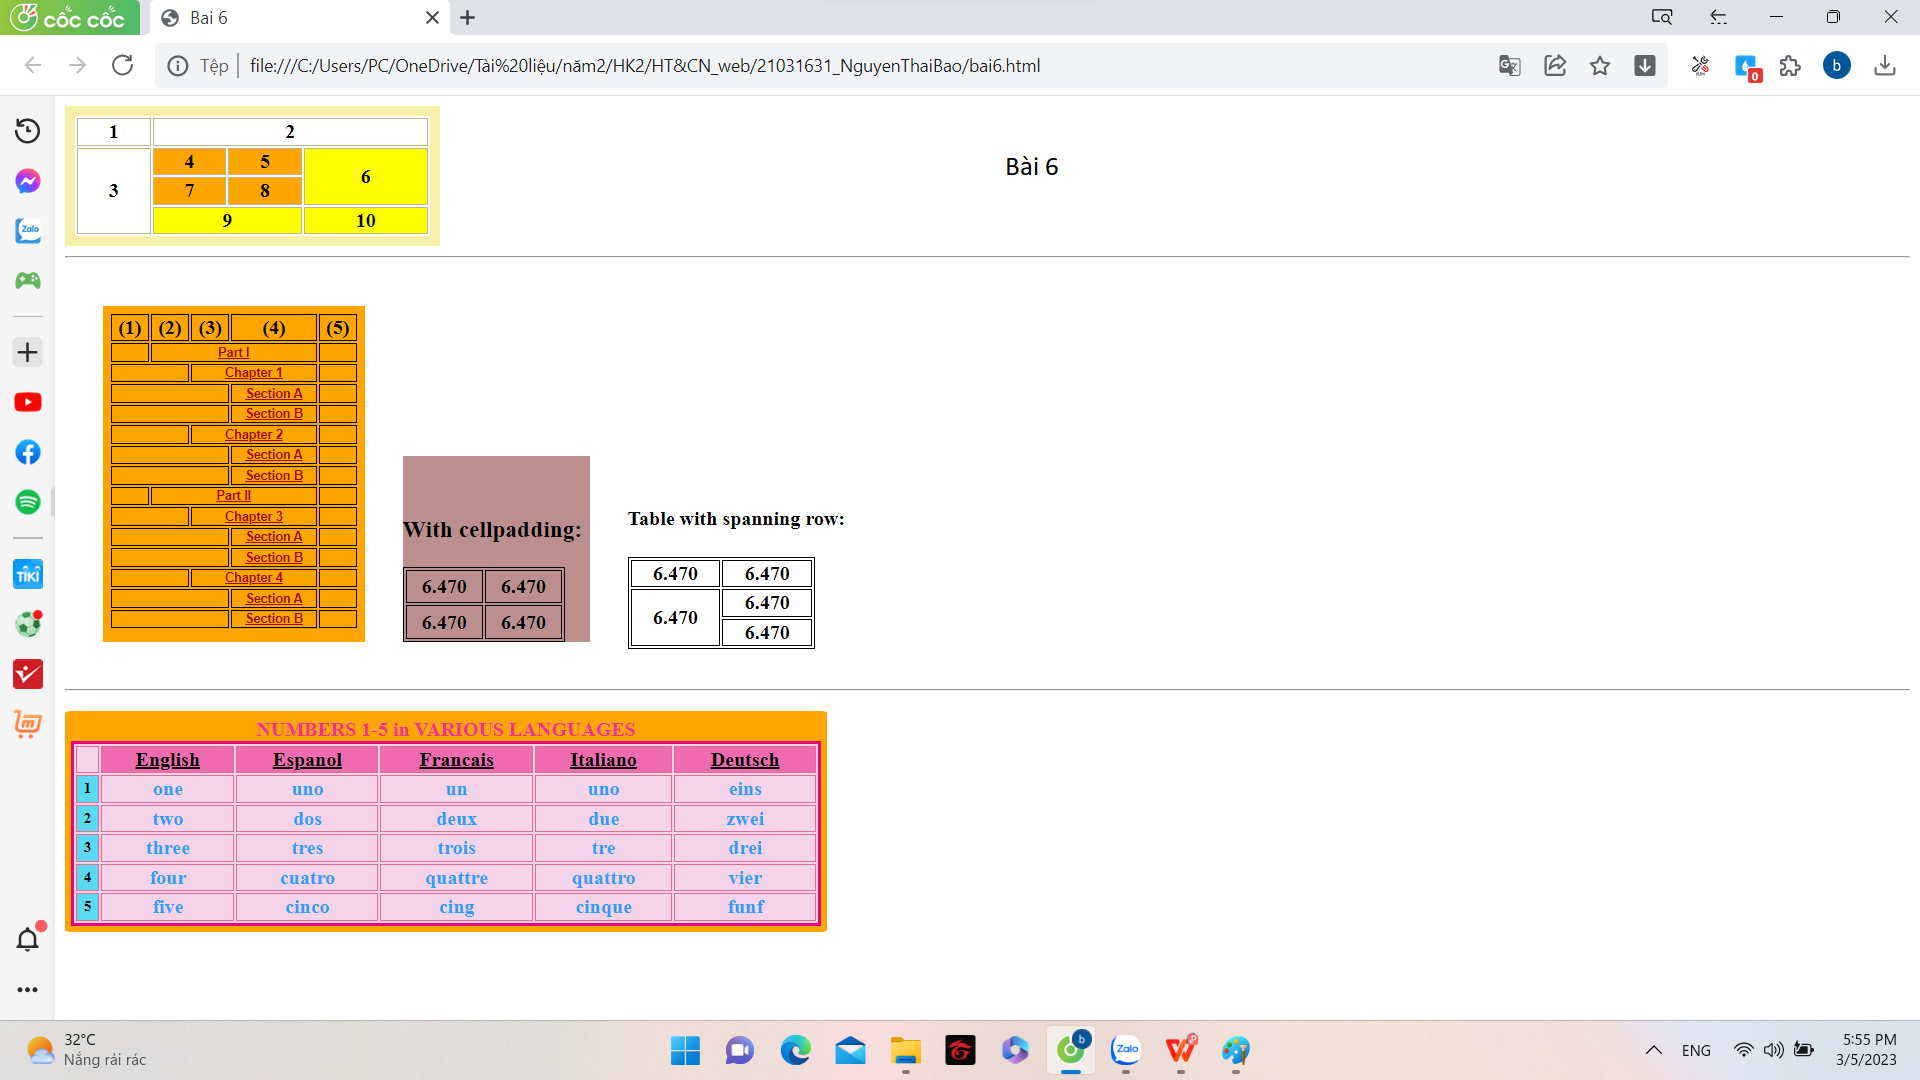 cốc cốc
Bai 6
Tệp
file:///C:/Users/PC/OneDrive/Tài%20liệu/năm2/HK2/HT&CN_web/21031631_NguyenThaiBao/bai6.html
0
b
1 2
3 4 5 6
7 8
9 10
Bài 6
Zalo
(1) (2) (3) (4) (5)
Part I
Chapter 1
Section A
Section B
Chapter 2
Section A
Section B
Part II
Chapter 3
Section A
Section B
Chapter 4
Section A
Section B
With cellpadding:
6.470 6.470
6.470 6.470
Table with spanning row:
6.470 6.470
6.470 6.470
6.470
TIKI
NUMBERS 1-5 in VARIOUS LANGUAGES
English Espanol Francais Italiano Deutsch
1 one uno un uno eins
2 two dos deux due zwei
3 three tres trois tre drei
4 four cuatro quattre quattro vier
5 five cinco cing cinque funf
32°C
Nắng rải rác
b
Zalo
ENG
5:55 PM
3/5/2023